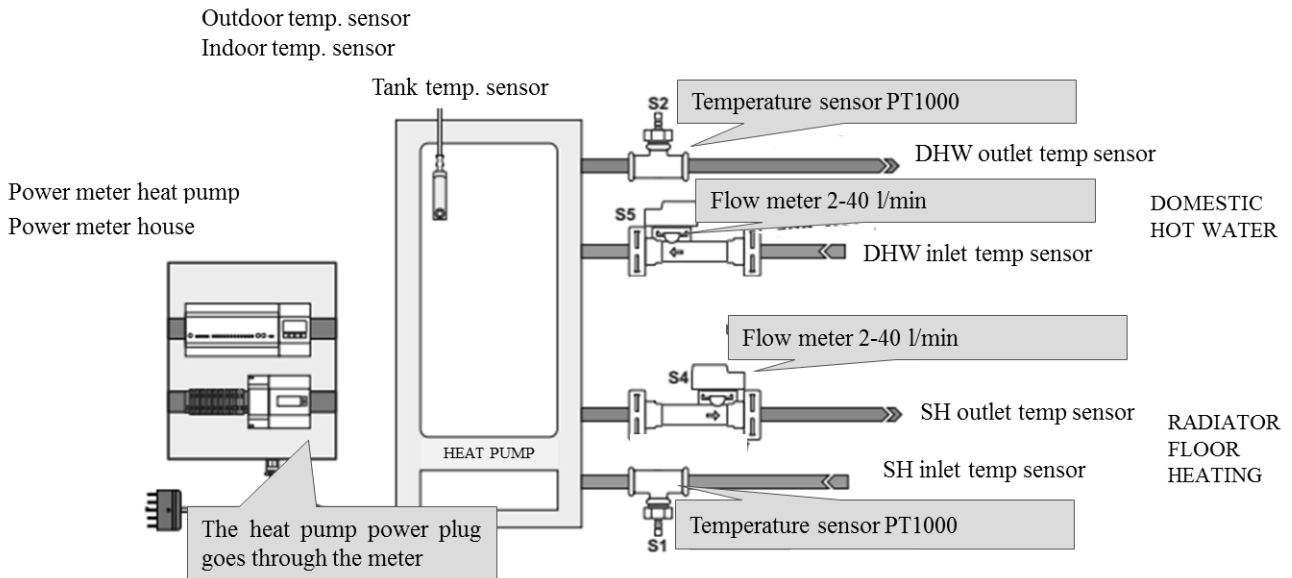 Outdoor temp. sensor
Indoor temp. sensor
Tank temp. sensor
S2
Temperature sensor PT1000
DHW outlet temp sensor
Power meter heat pump
Power meter house
S5
Flow meter 2-40 l/min
DOMESTIC
HOT WATER
DHW inlet temp sensor
Flow meter 2-40 l/min
S4
SH outlet temp sensor
RADIATOR
FLOOR
HEATING
HEAT PUMP
SH inlet temp sensor
The heat pump power plug
goes through the meter
S1
Temperature sensor PT1000